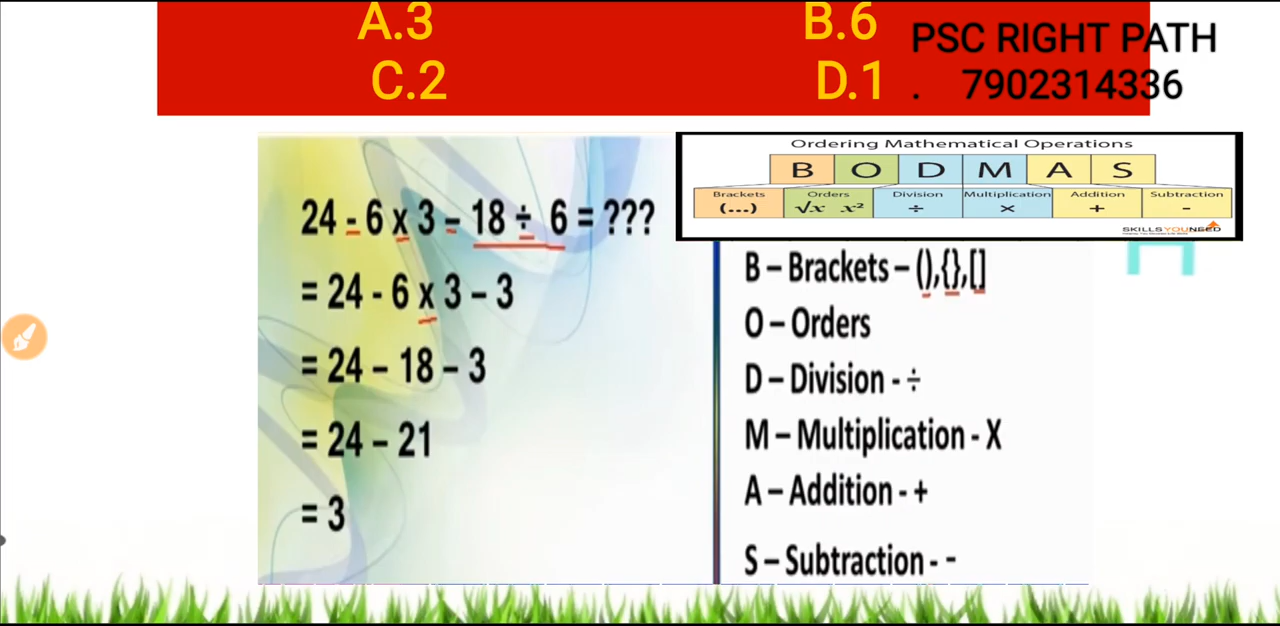 A.3 B.6
C.2 D.1 .
PSC RIGHT PATH
7902314336
Ordering Mathematical Operations
B O D M A S
Brackets Orders Division Multiplication Addition Subtraction
(...) √x x² ÷ × + -
SKILLSYOUNEED
24 - 6 x 3 – 18 ÷ 6 = ???
= 24 - 6 x 3 – 3
= 24 – 18 – 3
= 24 – 21
= 3
B – Brackets – (),{},[]
O – Orders
D – Division - ÷
M – Multiplication - X
A – Addition - +
S – Subtraction - -